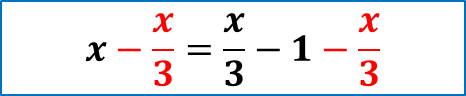 x − x/3 = x/3 − 1 − x/3